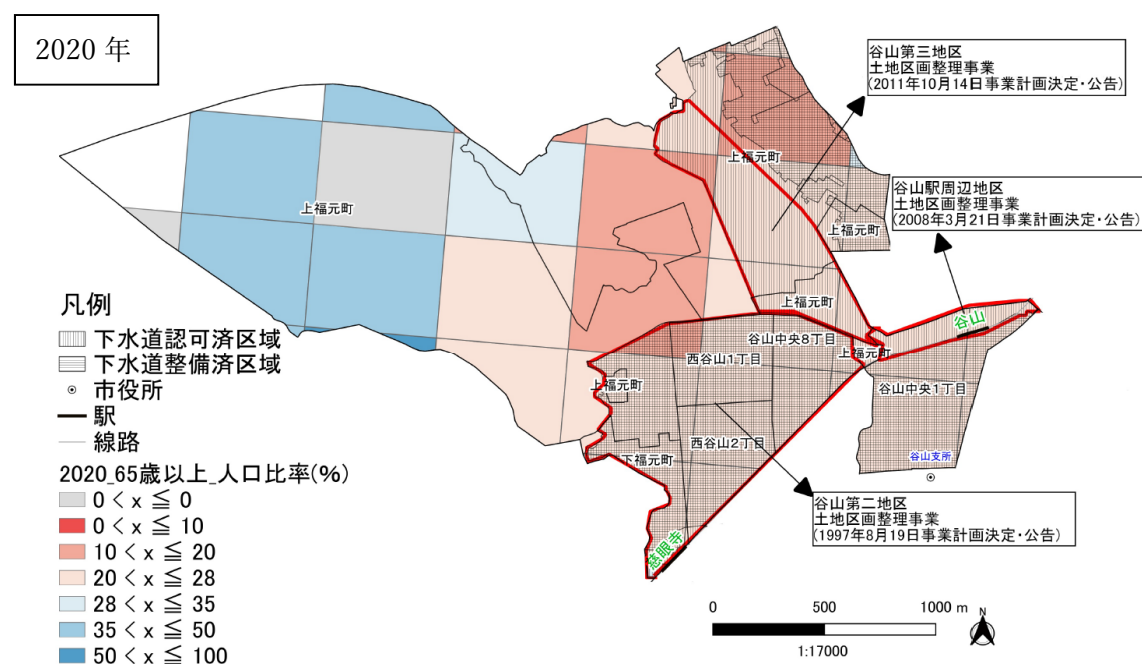 2020 年
谷山第三地区
土地区画整理事業
(2011年10月14日事業計画決定・公告)
上福元町
谷山駅周辺地区
土地区画整理事業
(2008年3月21日事業計画決定・公告)
上福元町
上福元町
上福元町
谷山
谷山中央8丁目
上福元町
西谷山1丁目
上福元町
谷山中央1丁目
西谷山2丁目
下福元町
谷山支所
谷山第二地区
土地区画整理事業
(1997年8月19日事業計画決定・公告)
慈眼寺
凡例
下水道認可済区域
下水道整備済区域
市役所
駅
線路
2020_65歳以上_人口比率(%)
0 < x ≦ 0
0 < x ≦ 10
10 < x ≦ 20
20 < x ≦ 28
28 < x ≦ 35
35 < x ≦ 50
50 < x ≦ 100
0 500 1000 m
N
1:17000